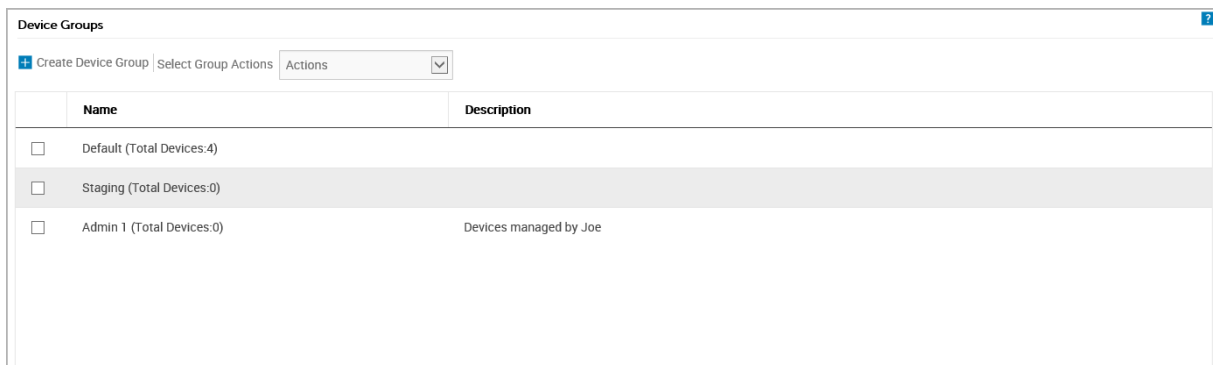 Device Groups
?
Create Device Group Select Group Actions Actions
Name Description
Default (Total Devices:4)
Staging (Total Devices:0)
Admin 1 (Total Devices:0) Devices managed by Joe